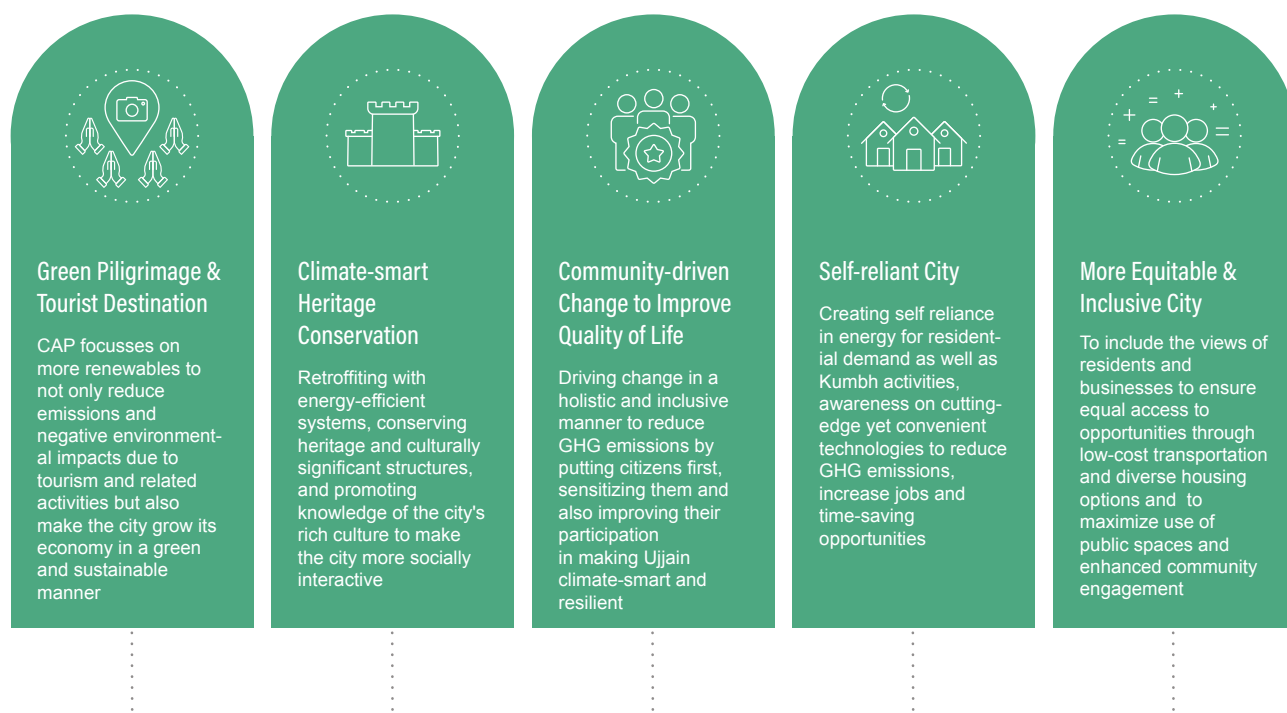 Green Piligrimage &
Tourist Destination
CAP focusses on
more renewables to
not only reduce
emissions and
negative environment-
al impacts due to
tourism and related
activities but also
make the city grow its
economy in a green
and sustainable
manner
Climate-smart
Heritage
Conservation
Retroffiting with
energy-efficient
systems, conserving
heritage and culturally
significant structures,
and promoting
knowledge of the city's
rich culture to make
the city more socially
interactive
Community-driven
Change to Improve
Quality of Life
Driving change in a
holistic and inclusive
manner to reduce
GHG emissions by
putting citizens first,
sensitizing them and
also improving their
participation
in making Ujjain
climate-smart and
resilient
Self-reliant City
Creating self reliance
in energy for resident-
ial demand as well as
Kumbh activities,
awareness on cutting-
edge yet convenient
technologies to reduce
GHG emissions,
increase jobs and
time-saving
opportunities
More Equitable &
Inclusive City
To include the views of
residents and
businesses to ensure
equal access to
opportunities through
low-cost transportation
and diverse housing
options and  to
maximize use of
public spaces and
enhanced community
engagement